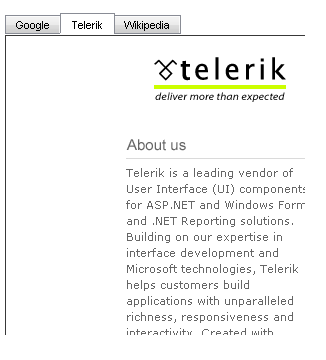 Google Telerik Wikipedia
telerik
deliver more than expected
About us
Telerik is a leading vendor of
User Interface (UI) components
for ASP.NET and Windows Form
and .NET Reporting solutions.
Building on our expertise in
interface development and
Microsoft technologies, Telerik
helps customers build
applications with unparalleled
richness, responsiveness and
interactivity. Created with